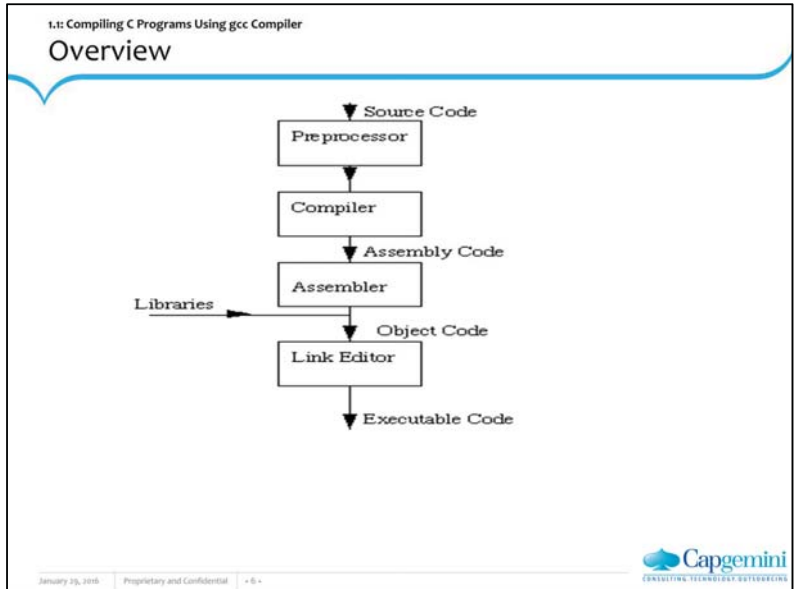 1.1: Compiling C Programs Using gcc Compiler
Overview
Source Code
Preprocessor
Compiler
Assembly Code
Assembler
Libraries
Object Code
Link Editor
Executable Code
Capgemini
CONSULTING.TECHNOLOGY.OUTSOURCING
January 29, 2016
Proprietary and Confidential
• 6 •